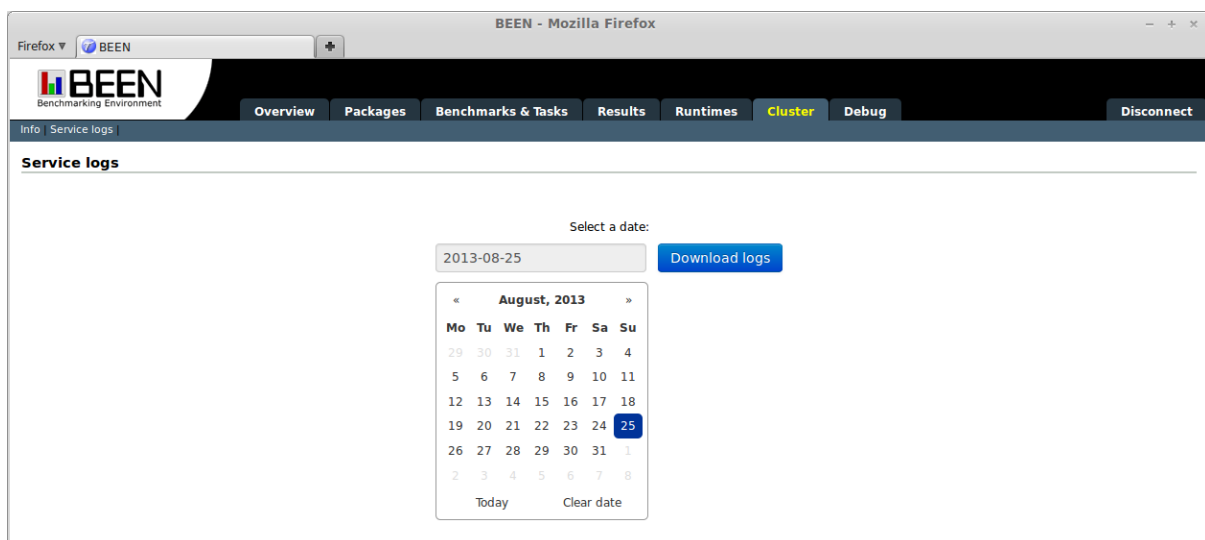 BEEN - Mozilla Firefox
Firefox ▼ BEEN
BEEN
Benchmarking Environment
Overview Packages Benchmarks & Tasks Results Runtimes Cluster Debug Disconnect
Info | Service logs |
Service logs
Select a date:
2013-08-25 Download logs
« August, 2013 »
Mo Tu We Th Fr Sa Su
29 30 31 1 2 3 4
5 6 7 8 9 10 11
12 13 14 15 16 17 18
19 20 21 22 23 24 25
26 27 28 29 30 31 1
2 3 4 5 6 7 8
Today Clear date